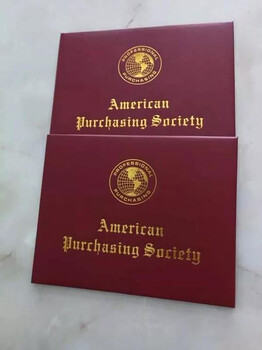 PROFESSIONAL
PURCHASING
American
Purchasing Society
PROFESSIONAL
PURCHASING
American
Purchasing Society